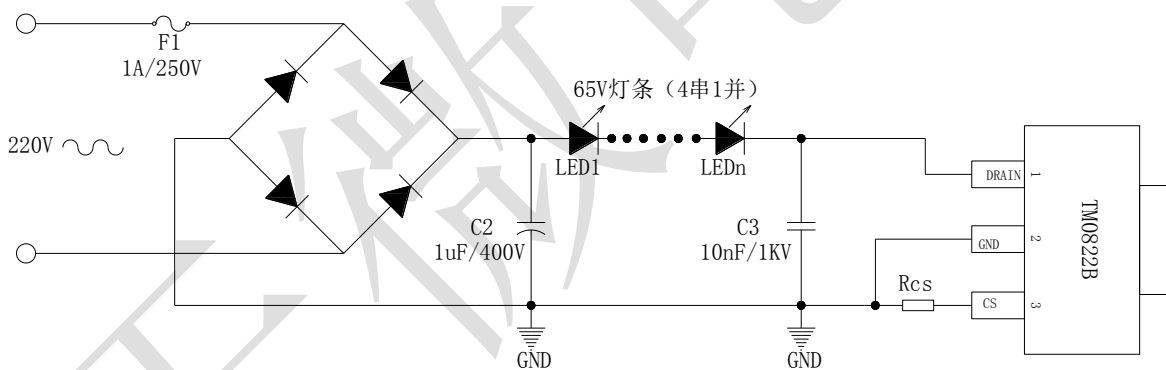 F1
1A/250V
220V
65V灯条（4串1并）
LED1
LEDn
C2
1uF/400V
C3
10nF/1KV
GND
GND
Rcs
DRAIN
1
GND
2
CS
3
TM0822B